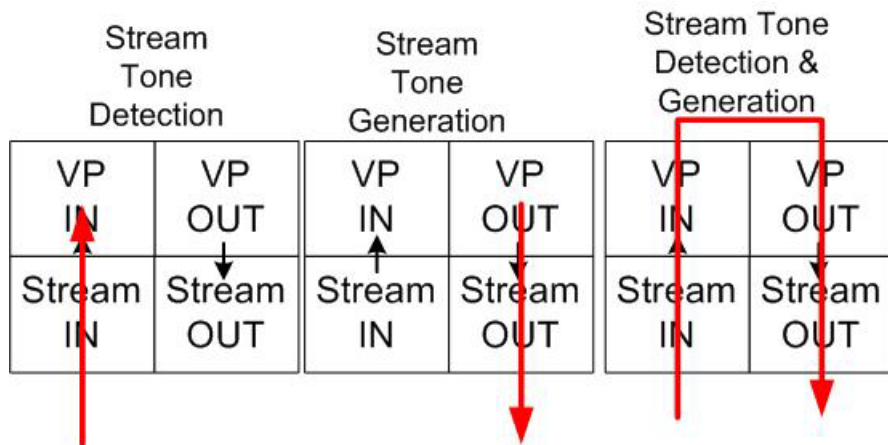 Stream
Tone
Detection
Stream
Tone
Generation
Stream Tone
Detection &
Generation
VP
IN
VP
OUT
Stream
IN
Stream
OUT
VP
IN
VP
OUT
Stream
IN
Stream
OUT
VP
IN
VP
OUT
Stream
IN
Stream
OUT